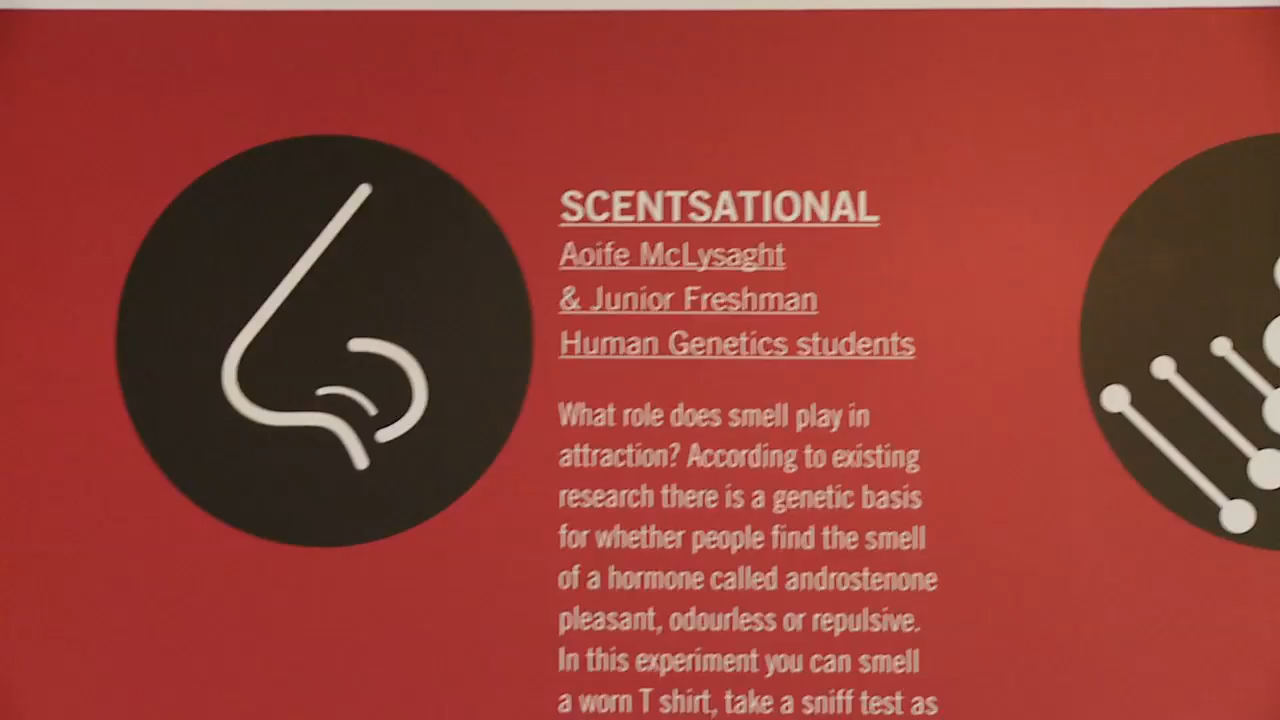 SCENTSATIONAL
Aoife McLysaght
& Junior Freshman
Human Genetics students
What role does smell play in
attraction? According to existing
research there is a genetic basis
for whether people find the smell
of a hormone called androstenone
pleasant, odourless or repulsive.
In this experiment you can smell
a worn T shirt, take a sniff test as